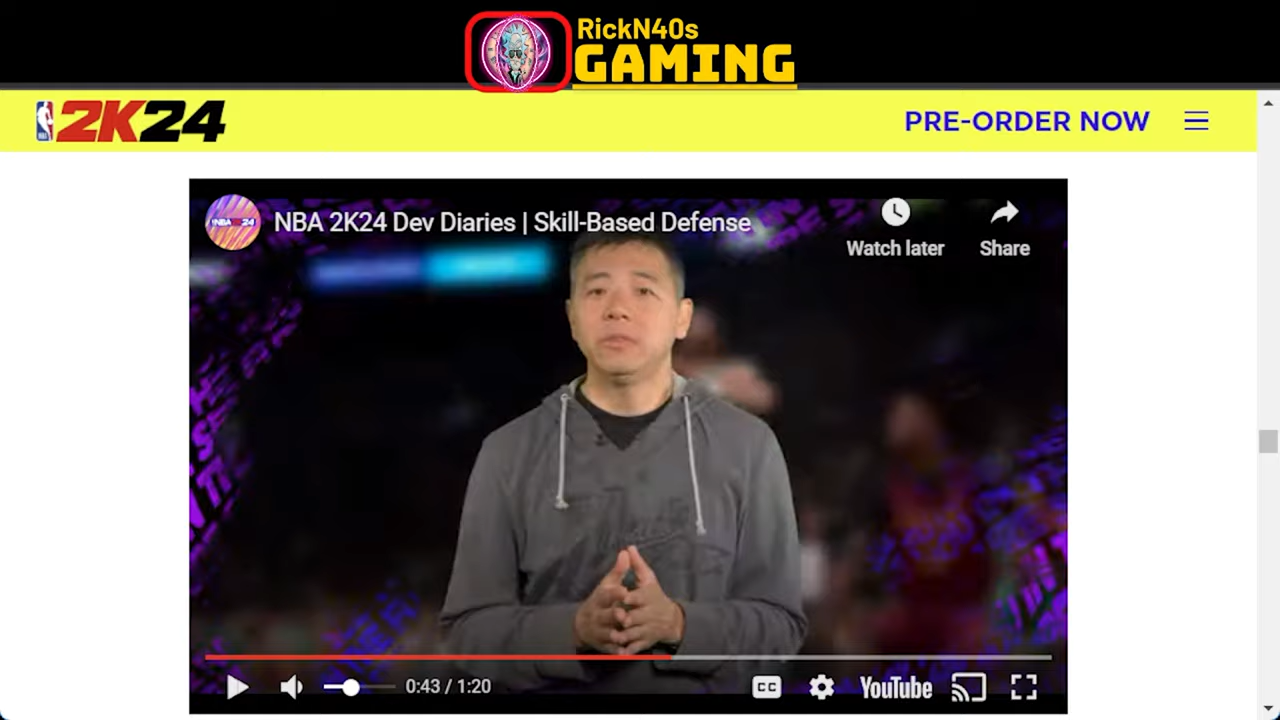 RickN40s
GAMING
NBA 2K24
PRE-ORDER NOW
NBA 2K24 Dev Diaries | Skill-Based Defense
Watch later
Share
0:43 / 1:20
CC
YouTube